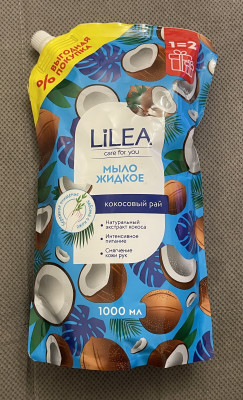 % ВЫГОДНАЯ
ПОКУПКА
1=2
LiLEA
care for you
МЫЛО
ЖИДКОЕ
КОКОСОВЫЙ РАЙ
• Натуральный
экстракт кокоса
• Интенсивное
питание
• Смягчение
кожи рук
1000 МЛ